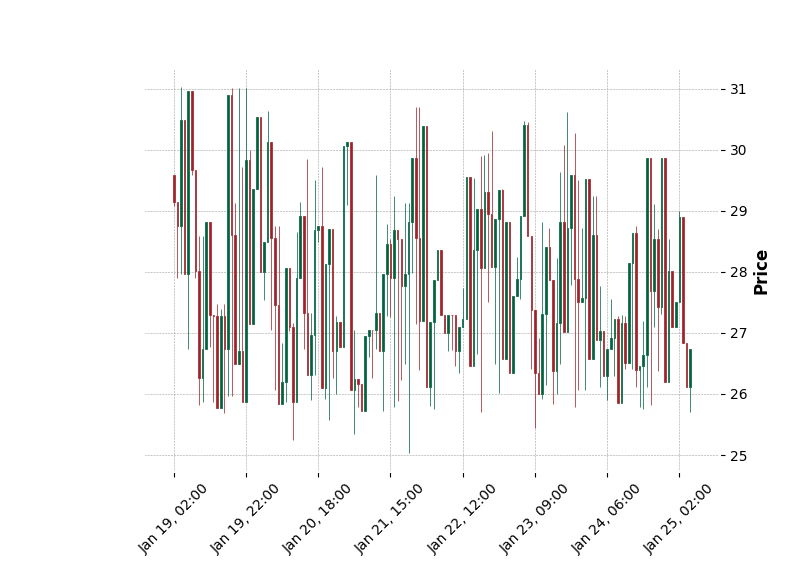 31
30
29
28
27
26
25
Price
Jan 19, 02:00
Jan 19, 22:00
Jan 20, 18:00
Jan 21, 15:00
Jan 22, 12:00
Jan 23, 09:00
Jan 24, 06:00
Jan 25, 02:00